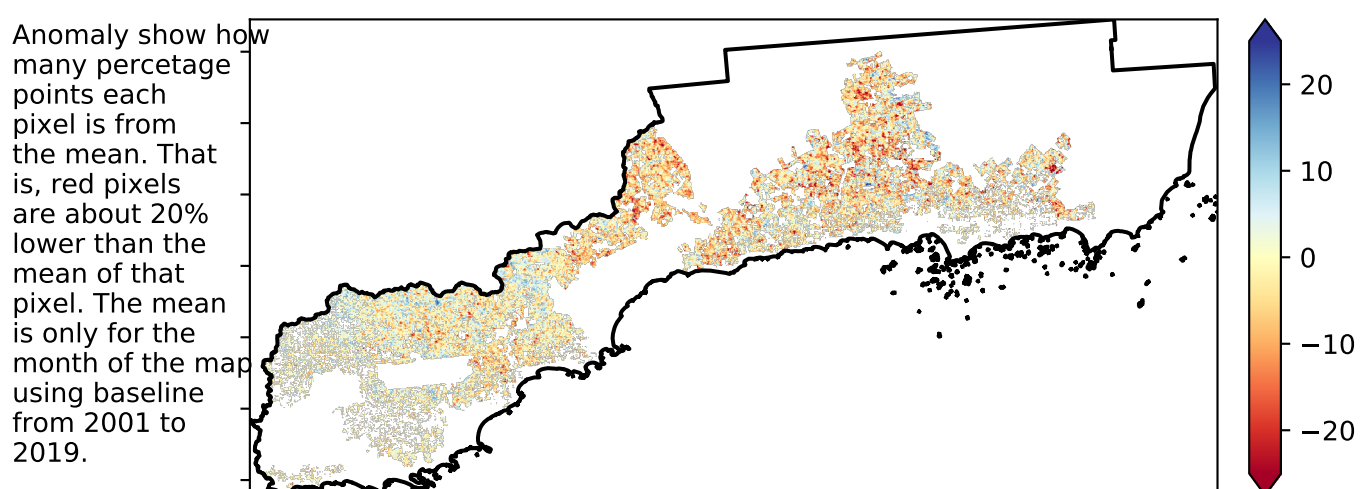 Anomaly show how
many percetage
points each
pixel is from
the mean. That
is, red pixels
are about 20%
lower than the
mean of that
pixel. The mean
is only for the
month of the map
using baseline
from 2001 to
2019.
20
10
0
−10
−20